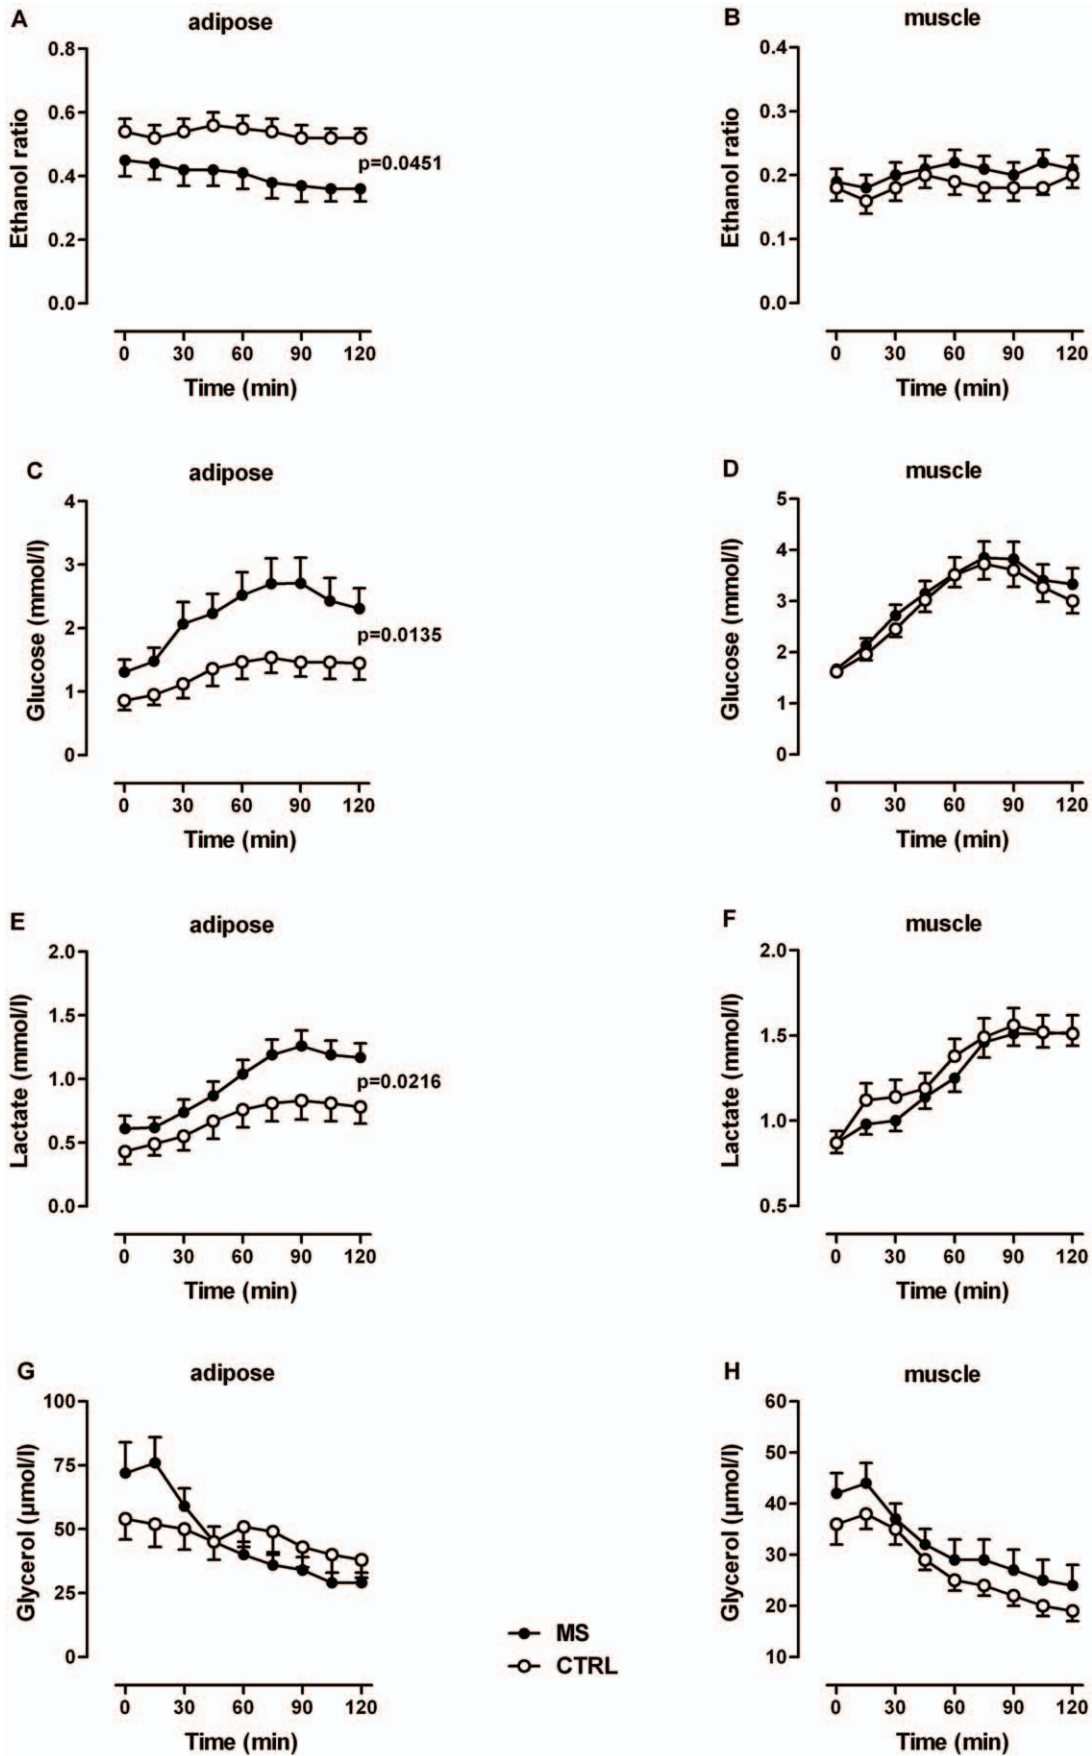 A
adipose
Ethanol ratio
0.8
0.6
0.4
0.2
0.0
p=0.0451
0 30 60 90 120
Time (min)
B
muscle
Ethanol ratio
0.4
0.3
0.2
0.1
0.0
0 30 60 90 120
Time (min)
C
adipose
Glucose (mmol/l)
4
3
2
1
0
p=0.0135
0 30 60 90 120
Time (min)
D
muscle
Glucose (mmol/l)
5
4
3
2
1
0
0 30 60 90 120
Time (min)
E
adipose
Lactate (mmol/l)
2.0
1.5
1.0
0.5
0.0
p=0.0216
0 30 60 90 120
Time (min)
F
muscle
Lactate (mmol/l)
2.0
1.5
1.0
0.5
0 30 60 90 120
Time (min)
G
adipose
Glycerol (µmol/l)
100
75
50
25
0
0 30 60 90 120
Time (min)
MS
CTRL
H
muscle
Glycerol (µmol/l)
60
50
40
30
20
10
0 30 60 90 120
Time (min)